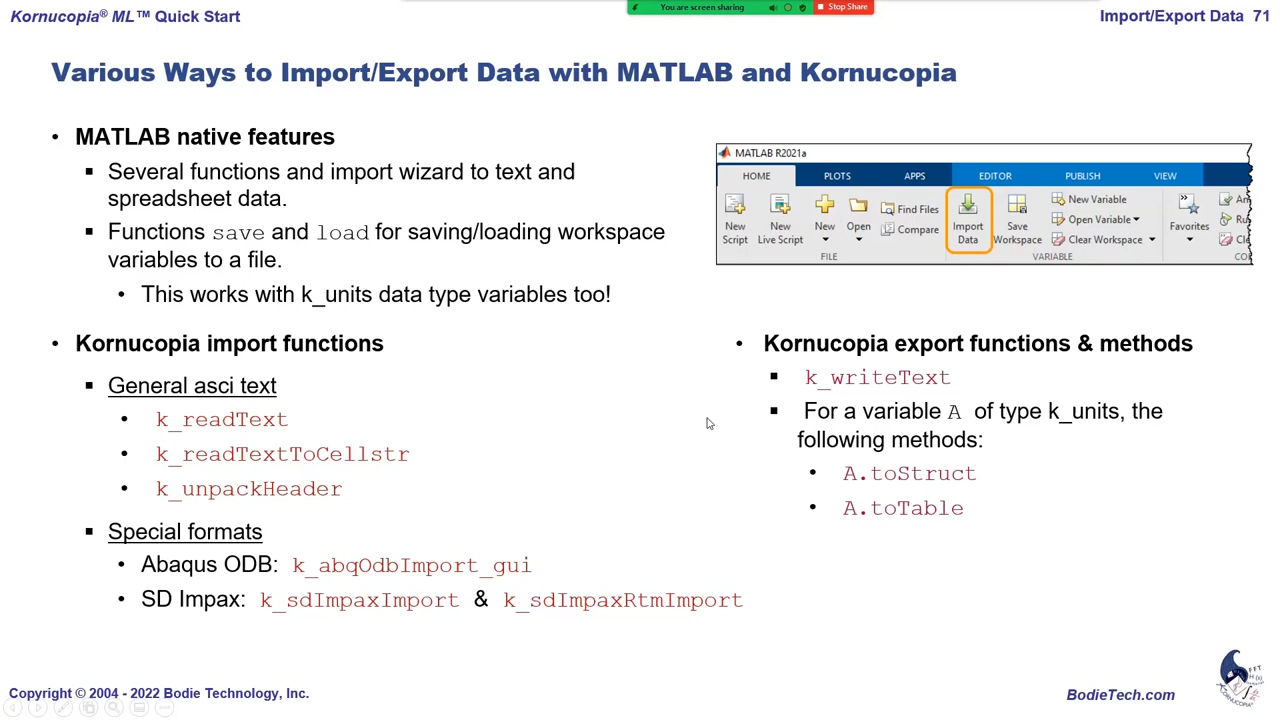 Kornucopia® ML™ Quick Start
You are screen sharing
Stop Share
Import/Export Data 71
Various Ways to Import/Export Data with MATLAB and Kornucopia
• MATLAB native features
▪ Several functions and import wizard to text and
spreadsheet data.
▪ Functions save and load for saving/loading workspace
variables to a file.
• This works with k_units data type variables too!
MATLAB R2021a
HOME PLOTS APPS EDITOR PUBLISH VIEW
New Script
New Live Script
New
Open
Find Files
Compare
Import Data
Save Workspace
New Variable
Open Variable
Clear Workspace
Favorites
FILE VARIABLE
• Kornucopia import functions
▪ General asci text
• k_readText
• k_readTextToCellstr
• k_unpackHeader
▪ Special formats
• Abaqus ODB: k_abqOdbImport_gui
• SD Impax: k_sdImpaxImport & k_sdImpaxRtmImport
• Kornucopia export functions & methods
▪ k_writeText
▪ For a variable A of type k_units, the
following methods:
• A.toStruct
• A.toTable
Copyright © 2004 - 2022 Bodie Technology, Inc.
BodieTech.com